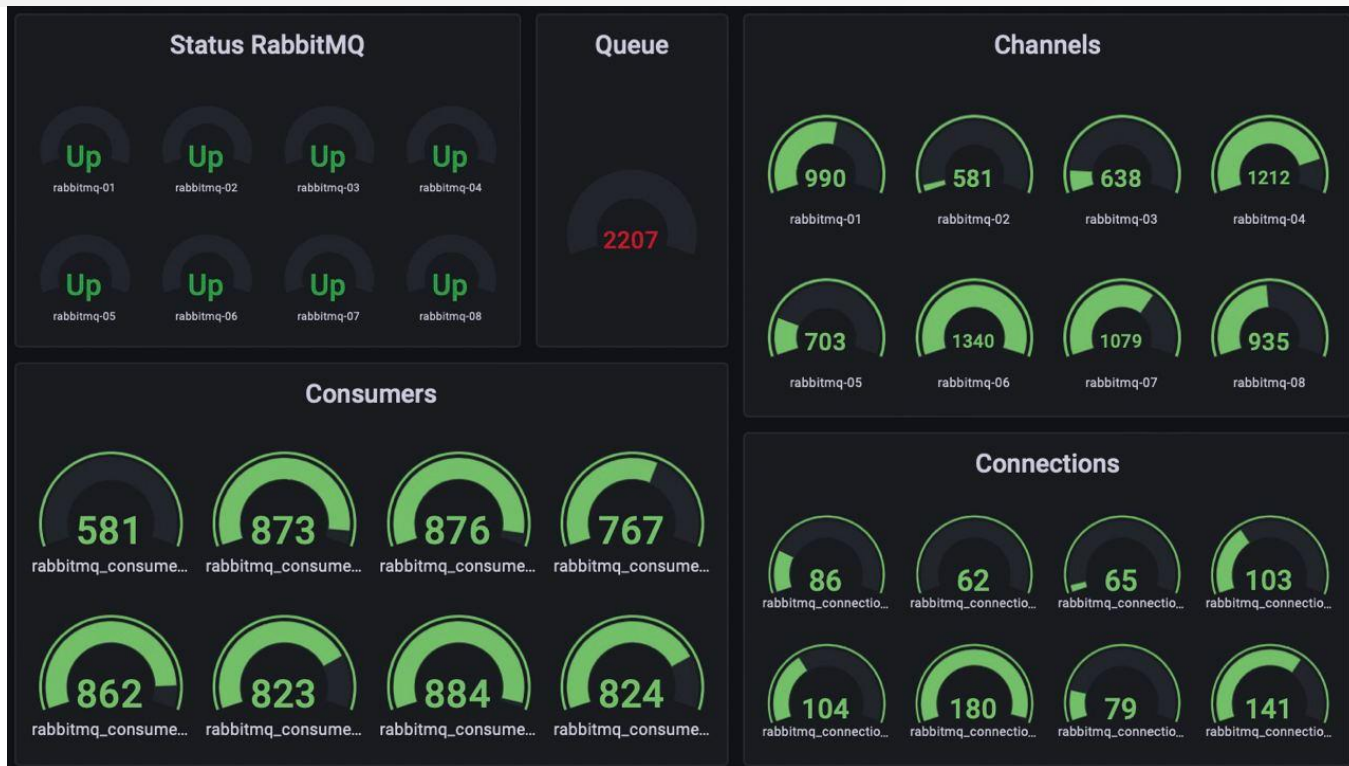 Status RabbitMQ
Up Up Up Up
rabbitmq-01 rabbitmq-02 rabbitmq-03 rabbitmq-04
Up Up Up Up
rabbitmq-05 rabbitmq-06 rabbitmq-07 rabbitmq-08
Queue
2207
Channels
990 581 638 1212
rabbitmq-01 rabbitmq-02 rabbitmq-03 rabbitmq-04
703 1340 1079 935
rabbitmq-05 rabbitmq-06 rabbitmq-07 rabbitmq-08
Consumers
581 873 876 767
rabbitmq_consume... rabbitmq_consume... rabbitmq_consume... rabbitmq_consume...
862 823 884 824
rabbitmq_consume... rabbitmq_consume... rabbitmq_consume... rabbitmq_consume...
Connections
86 62 65 103
rabbitmq_connectio... rabbitmq_connectio... rabbitmq_connectio... rabbitmq_connectio...
104 180 79 141
rabbitmq_connectio... rabbitmq_connectio... rabbitmq_connectio... rabbitmq_connectio...